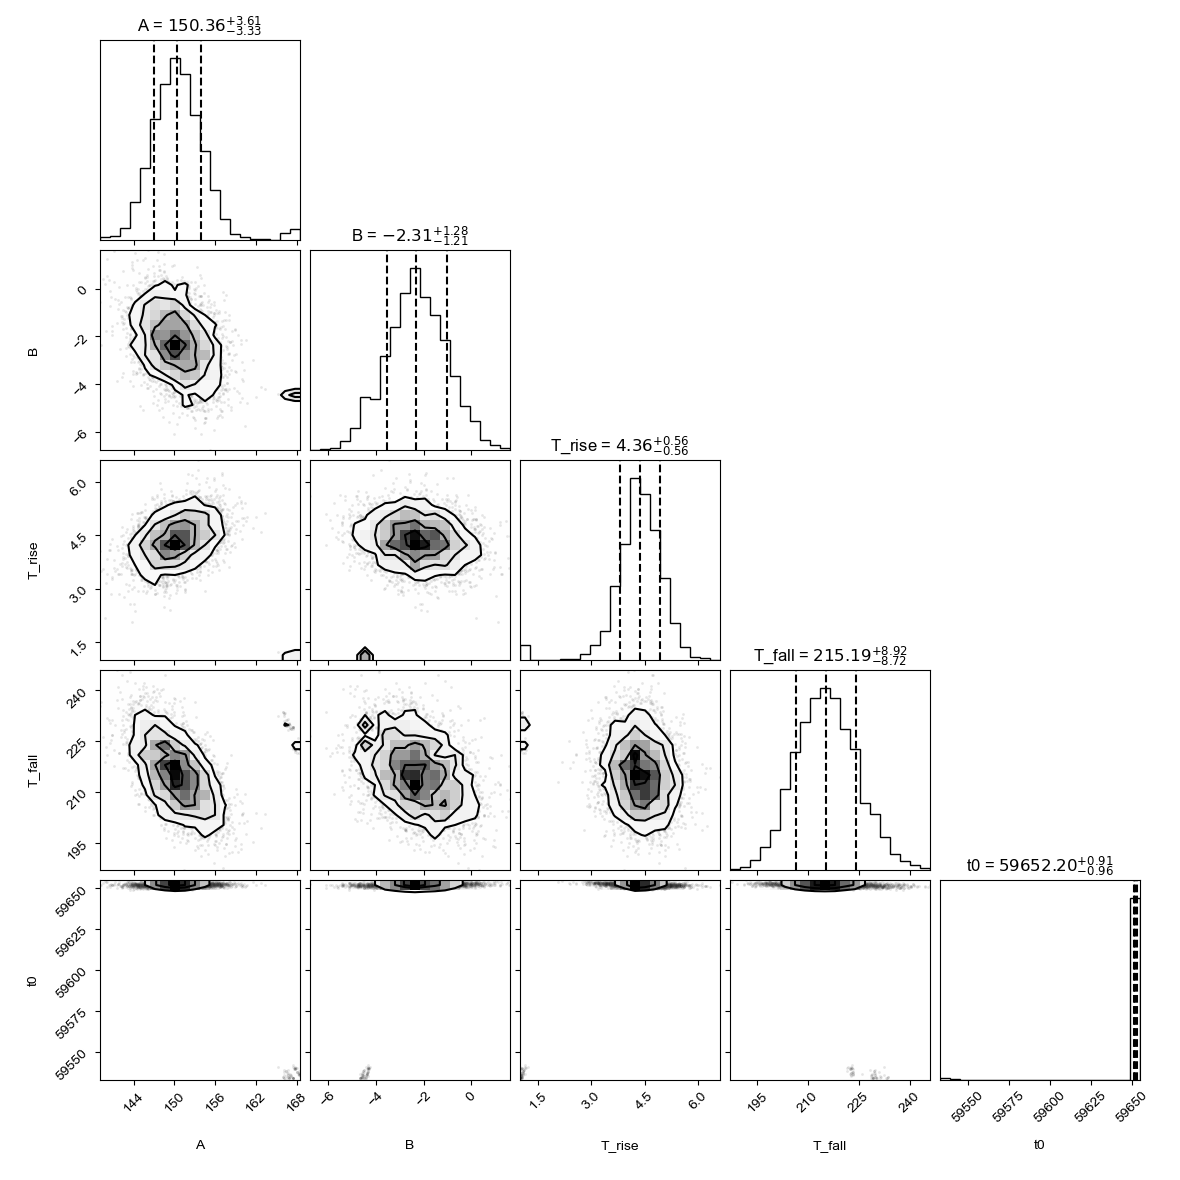 A = 150.36 +3.61 −3.33
B = −2.31 +1.28 −1.21
0
−2
−4
−6
B
T_rise = 4.36 +0.56 −0.56
6.0
4.5
3.0
1.5
T_rise
T_fall = 215.19 +8.92 −8.72
240
225
210
195
T_fall
t0 = 59652.20 +0.91 −0.96
59650
59625
59600
59575
59550
t0
144 150 156 162 168 −6 −4 −2 0 1.5 3.0 4.5 6.0 195 210 225 240 59550 59575 59600 59625 59650
A B T_rise T_fall t0